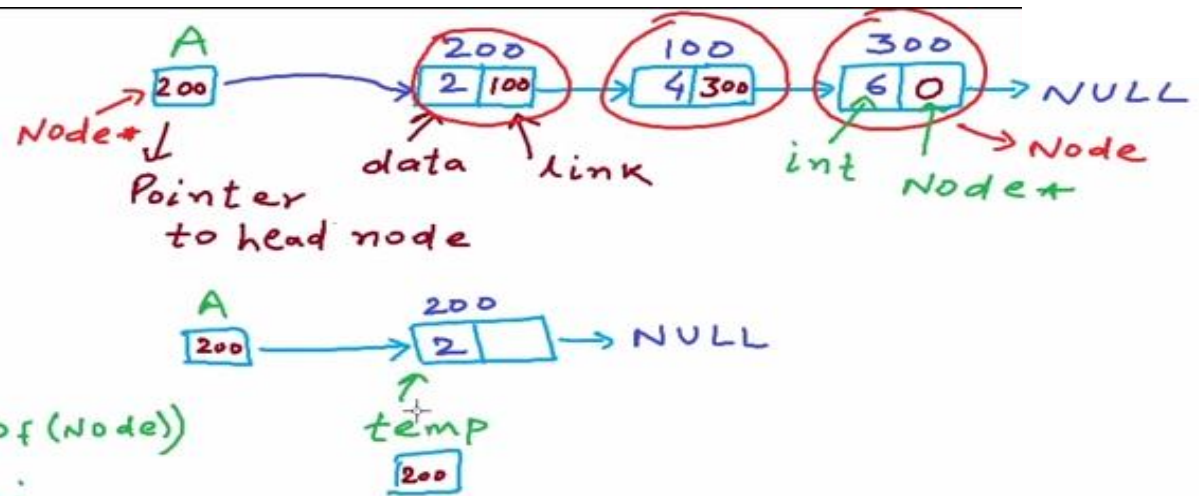 A
200 100 300
200 2 100 4 300 6 0 NULL
Node*
data link int Node* Node
Pointer
to head node
A 200
200 2 NULL
of (Node)) temp
200